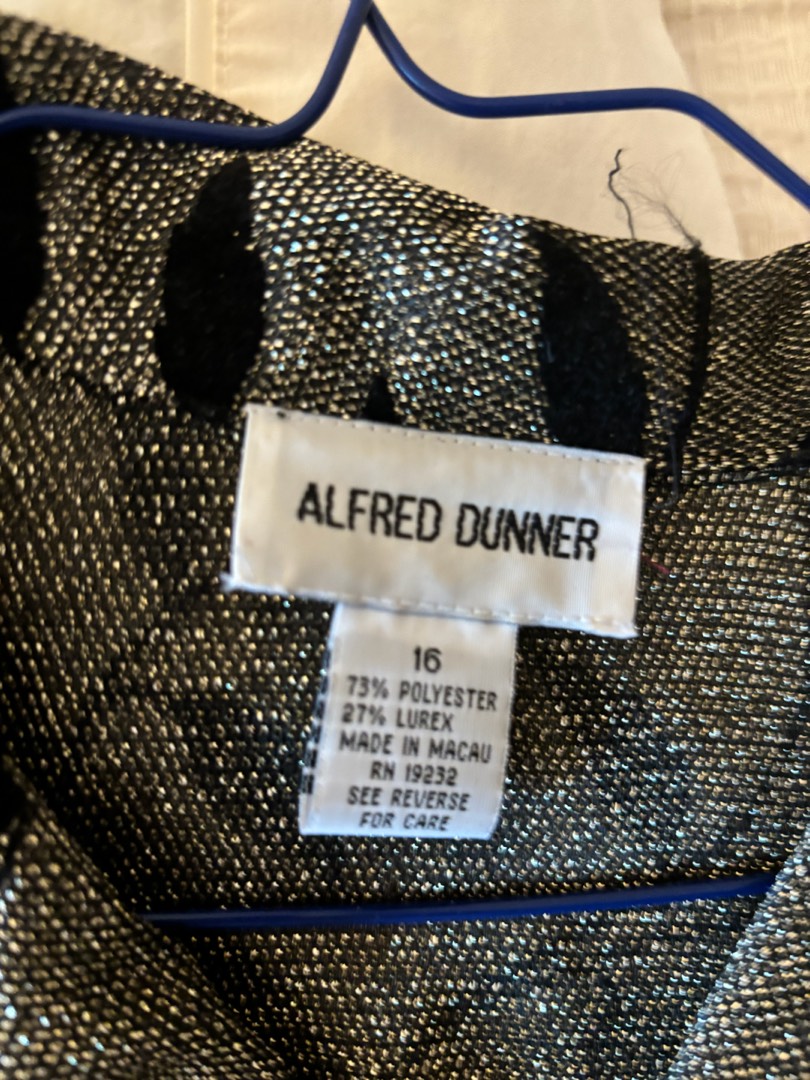 ALFRED DUNNER
16
73% POLYESTER
27% LUREX
MADE IN MACAU
RN 19232
SEE REVERSE
FOR CARE